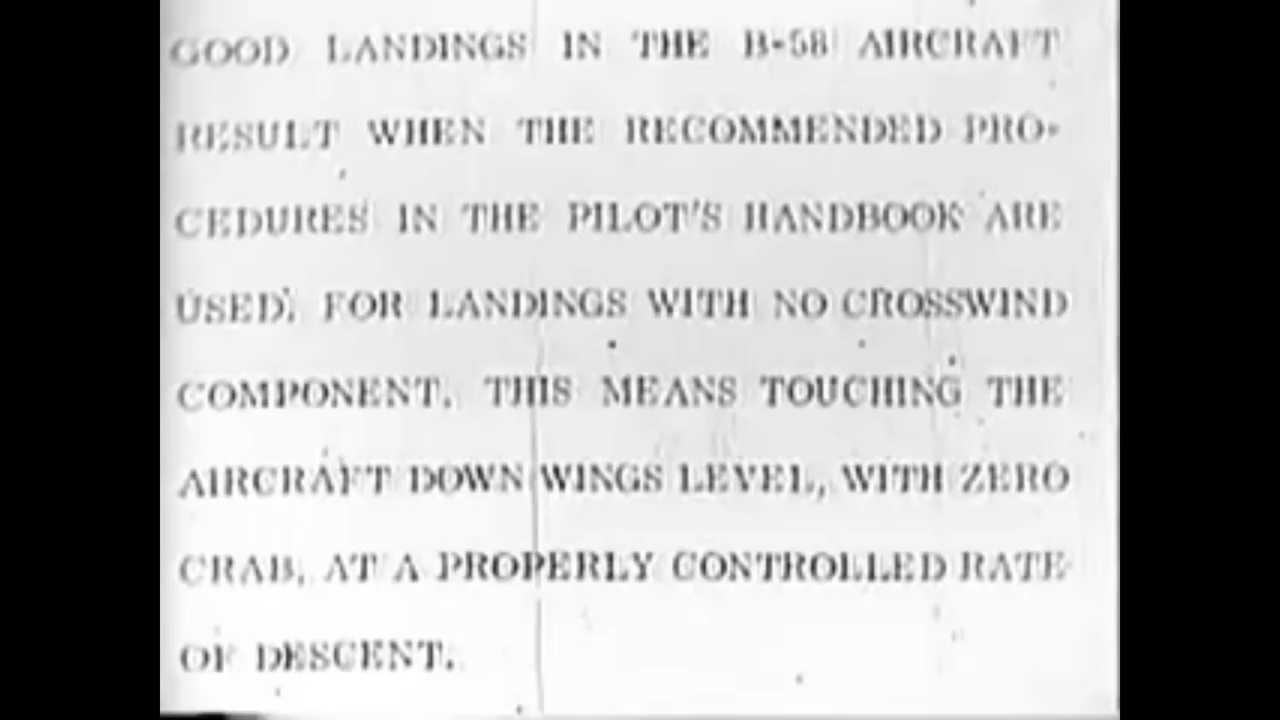 GOOD LANDINGS IN THE B-58 AIRCRAFT
RESULT WHEN THE RECOMMENDED PRO-
CEDURES IN THE PILOT'S HANDBOOK ARE
USED. FOR LANDINGS WITH NO CROSSWIND
COMPONENT, THIS MEANS TOUCHING THE
AIRCRAFT DOWN WINGS LEVEL, WITH ZERO
CRAB, AT A PROPERLY CONTROLLED RATE
OF DESCENT.